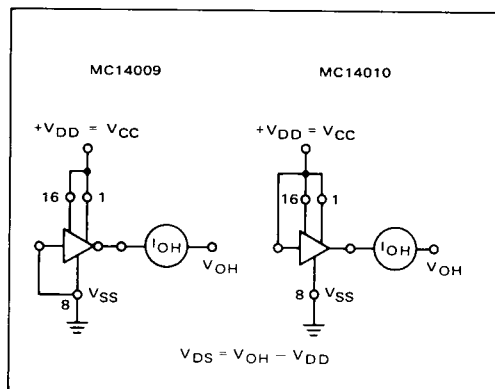 MC14009
MC14010
+VDD = VCC
+VDD = VCC
16
1
16
1
IOH
IOH
VOH
VOH
8
VSS
8
VSS
VDS = VOH – VDD